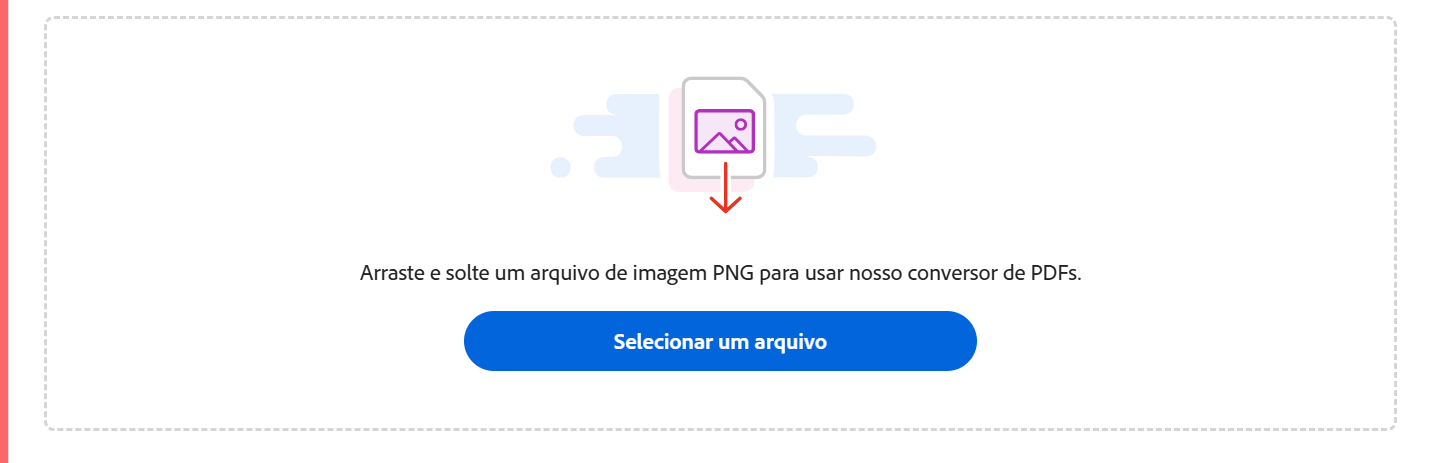 Arraste e solte um arquivo de imagem PNG para usar nosso conversor de PDFs.
Selecionar um arquivo